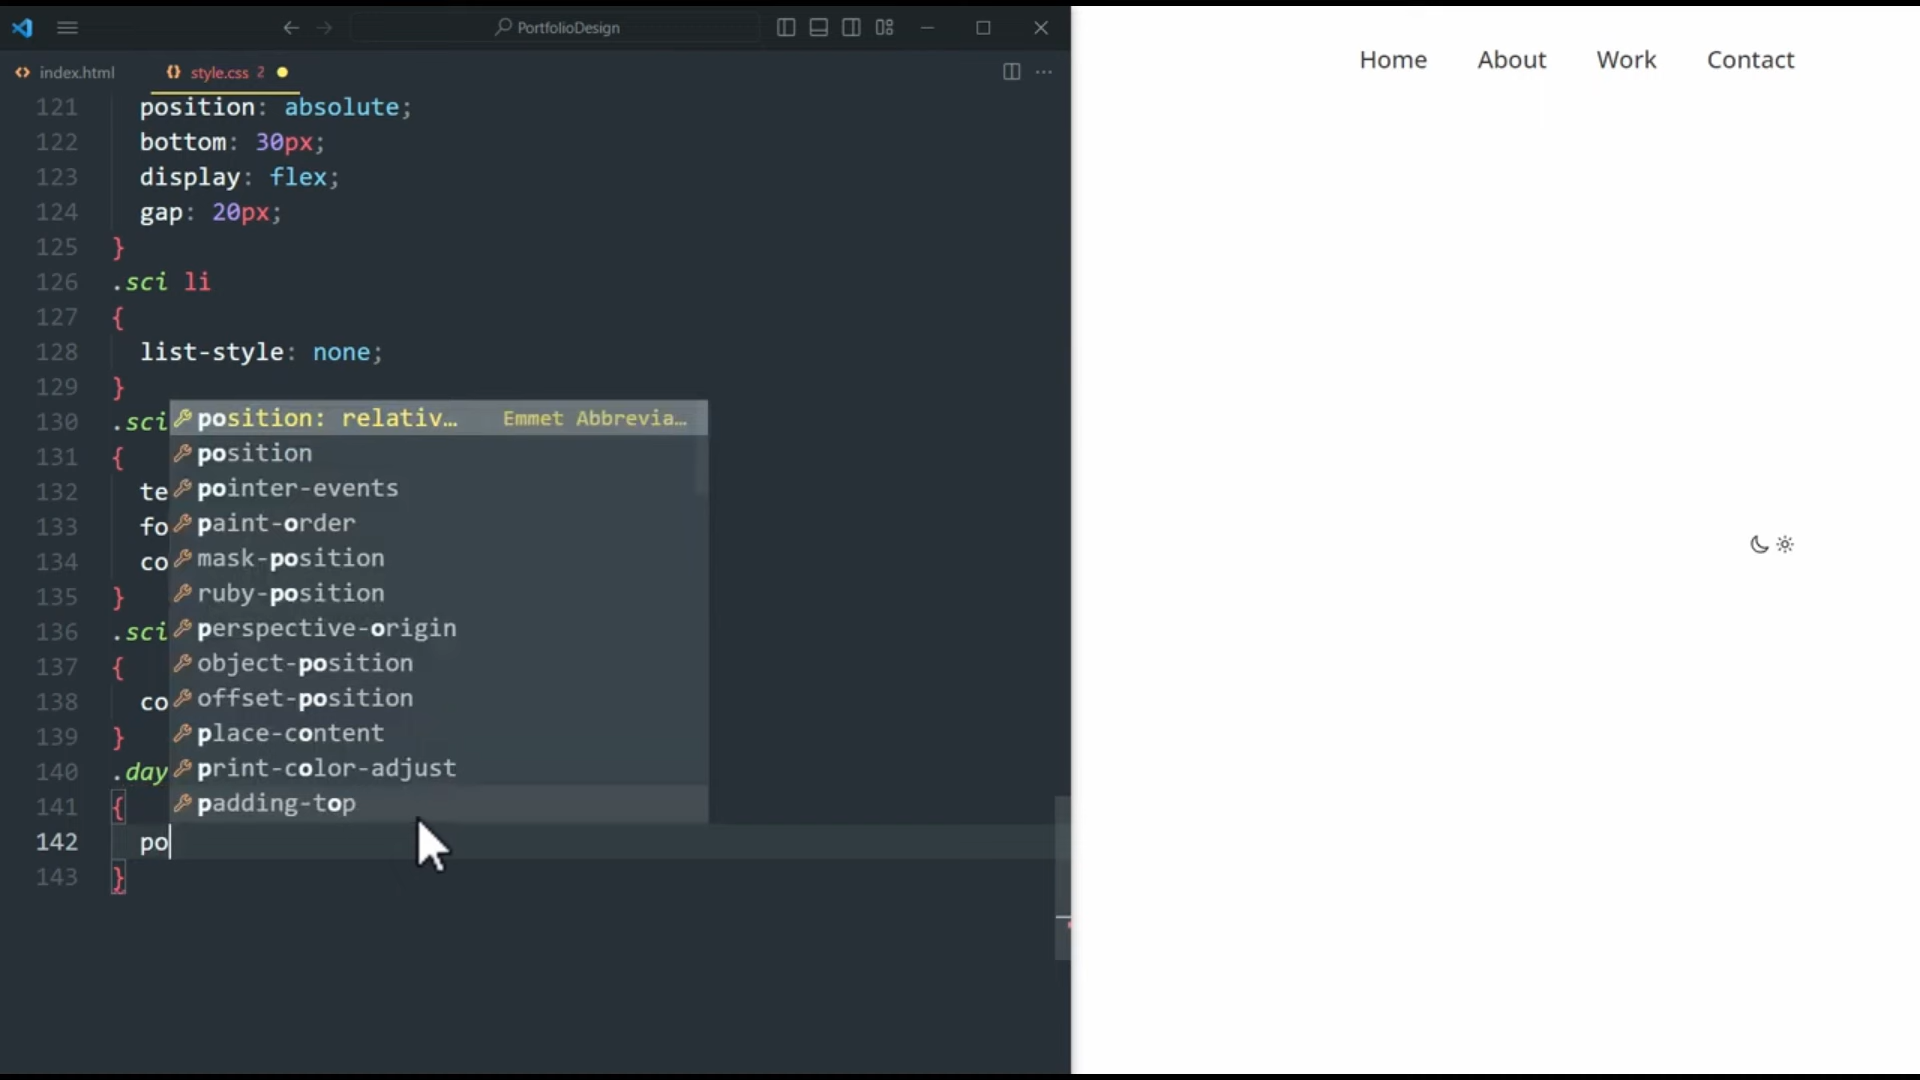 PortfolioDesign
index.html
style.css 2
121 position: absolute;
122 bottom: 30px;
123 display: flex;
124 gap: 20px;
125 }
126 .sci li
127 {
128 list-style: none;
129 }
130 .sci
131 {
132 te
133 fo
134 co
135 }
136 .sci
137 {
138 co
139 }
140 .day
141 {
142 po
143 }
position: relativ… Emmet Abbrevia…
position
pointer-events
paint-order
mask-position
ruby-position
perspective-origin
object-position
offset-position
place-content
print-color-adjust
padding-top
Home About Work Contact